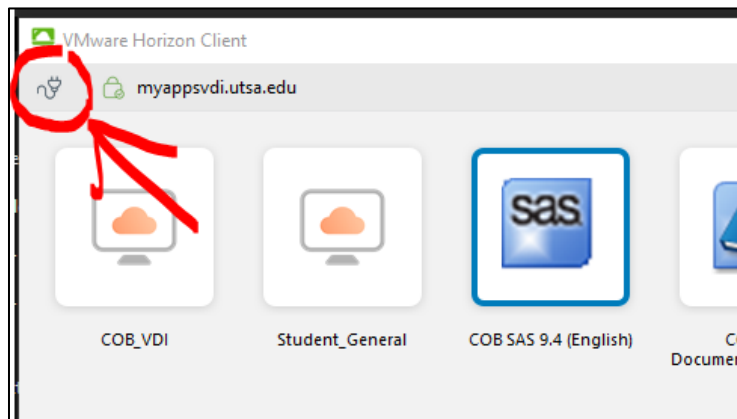 VMware Horizon Client
myappsvdi.utsa.edu
sas
COB_VDI
Student_General
COB SAS 9.4 (English)